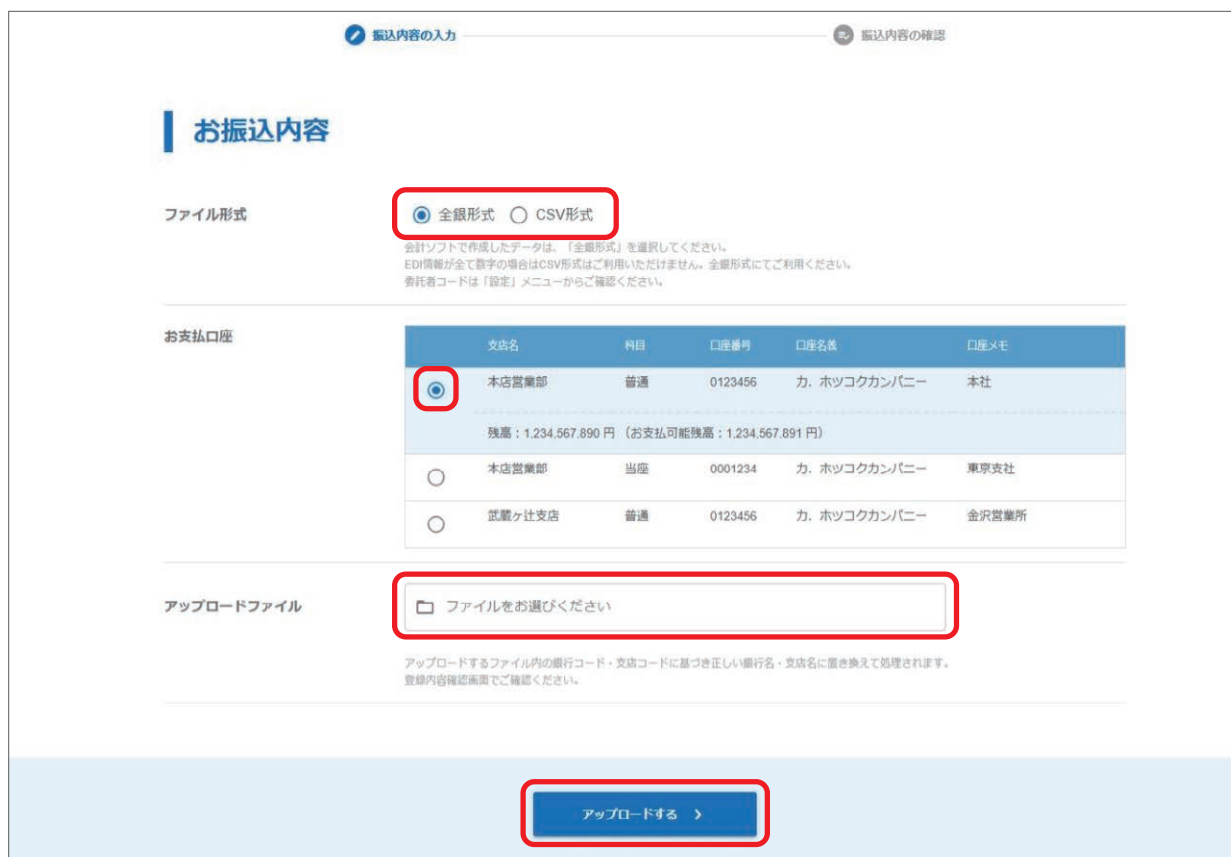 振込内容の入力
振込内容の確認
お振込内容
ファイル形式
全銀形式 CSV形式
会計ソフトで作成したデータは、「全銀形式」を選択してください。
EDI情報が全て数字の場合はCSV形式はご利用いただけません。全銀形式にてご利用ください。
委託者コードは「設定」メニューからご確認ください。
お支払口座
支店名 科目 口座番号 口座名義 口座メモ
本店営業部 普通 0123456 カ．ホツコクカンパニー 本社
残高：1,234,567,890 円 （お支払可能残高：1,234,567,891 円）
本店営業部 当座 0001234 カ．ホツコクカンパニー 東京支社
武蔵ヶ辻支店 普通 0123456 カ．ホツコクカンパニー 金沢営業所
アップロードファイル
ファイルをお選びください
アップロードするファイル内の銀行コード・支店コードに基づき正しい銀行名・支店名に置き換えて処理されます。
登録内容確認画面でご確認ください。
アップロードする